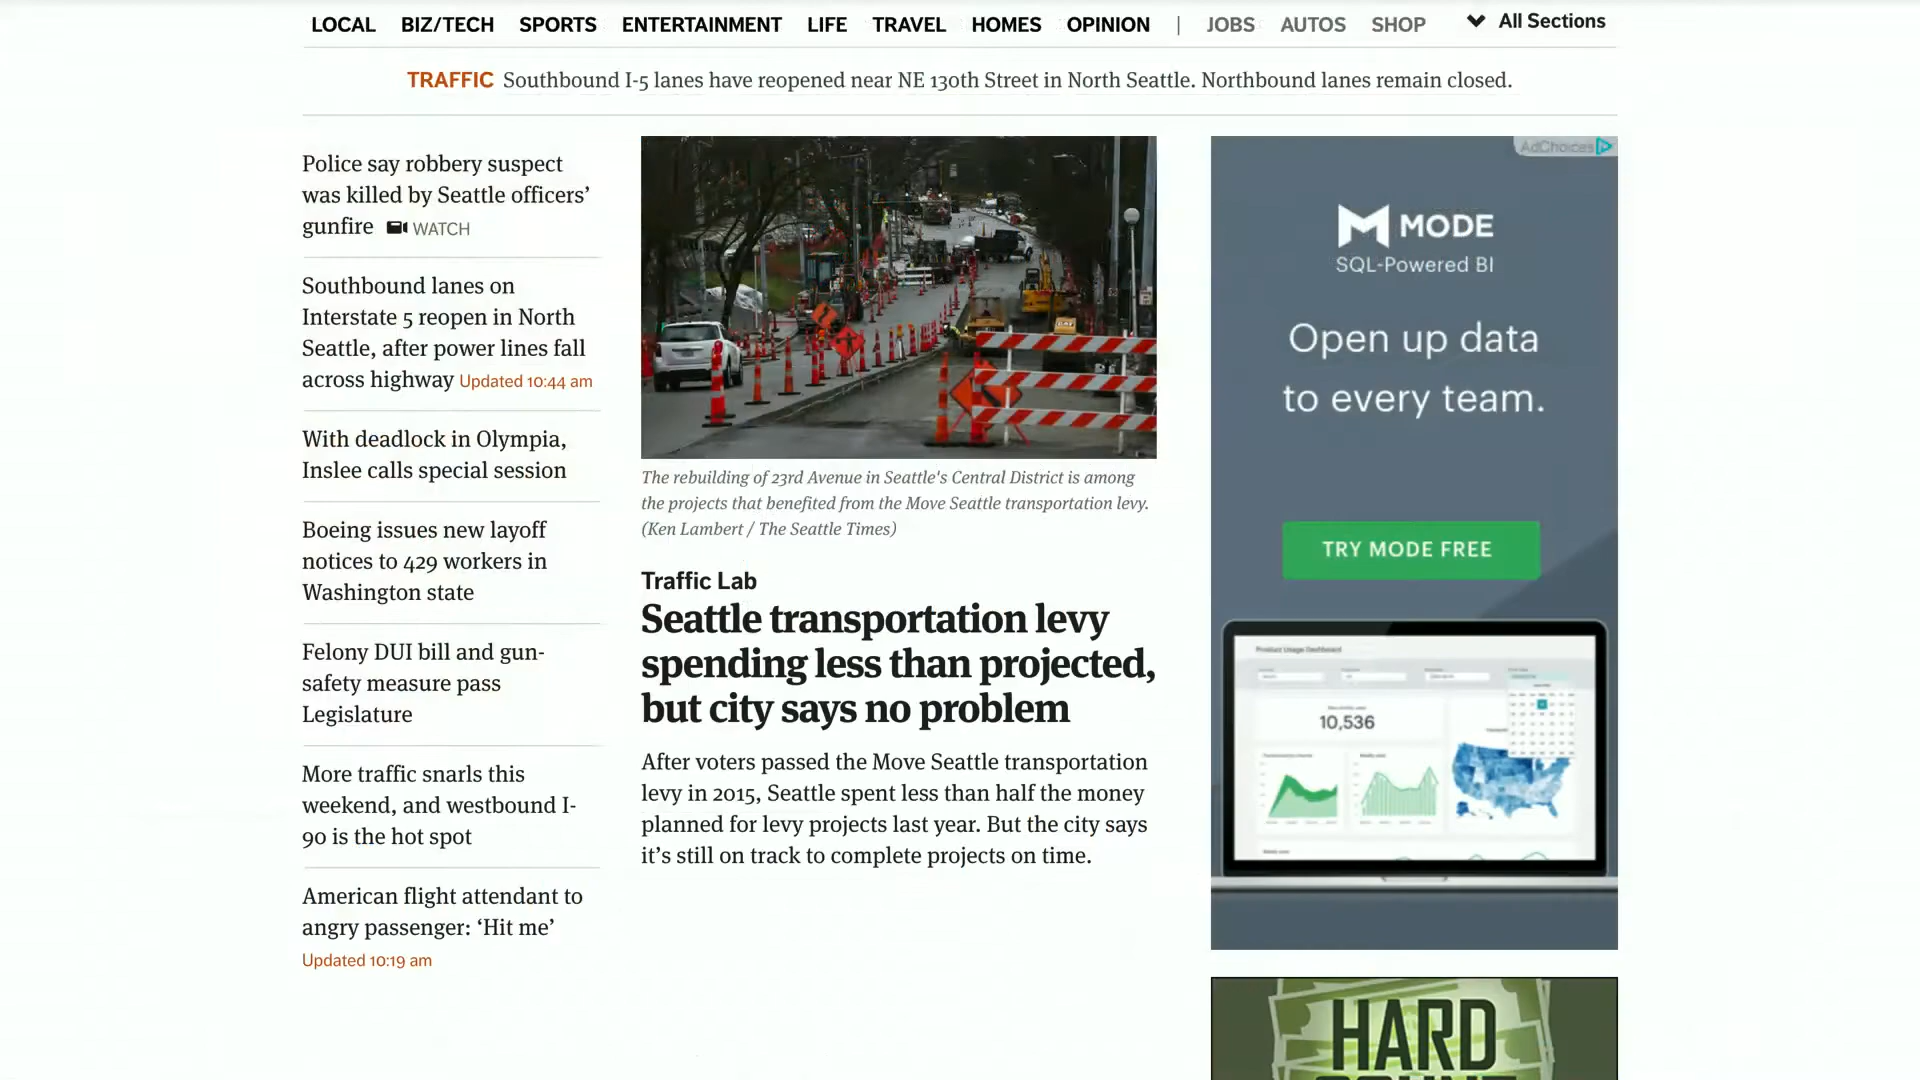 LOCAL BIZ/TECH SPORTS ENTERTAINMENT LIFE TRAVEL HOMES OPINION | JOBS AUTOS SHOP All Sections
TRAFFIC Southbound I-5 lanes have reopened near NE 130th Street in North Seattle. Northbound lanes remain closed.
Police say robbery suspect
was killed by Seattle officers’
gunfire WATCH
Southbound lanes on
Interstate 5 reopen in North
Seattle, after power lines fall
across highway Updated 10:44 am
With deadlock in Olympia,
Inslee calls special session
Boeing issues new layoff
notices to 429 workers in
Washington state
Felony DUI bill and gun-
safety measure pass
Legislature
More traffic snarls this
weekend, and westbound I-
90 is the hot spot
American flight attendant to
angry passenger: ‘Hit me’
Updated 10:19 am
The rebuilding of 23rd Avenue in Seattle's Central District is among
the projects that benefited from the Move Seattle transportation levy.
(Ken Lambert / The Seattle Times)
Traffic Lab
Seattle transportation levy
spending less than projected,
but city says no problem
After voters passed the Move Seattle transportation
levy in 2015, Seattle spent less than half the money
planned for levy projects last year. But the city says
it’s still on track to complete projects on time.
AdChoices
MODE
SQL-Powered BI
Open up data
to every team.
TRY MODE FREE
Product Usage Dashboard
10,536
HARD